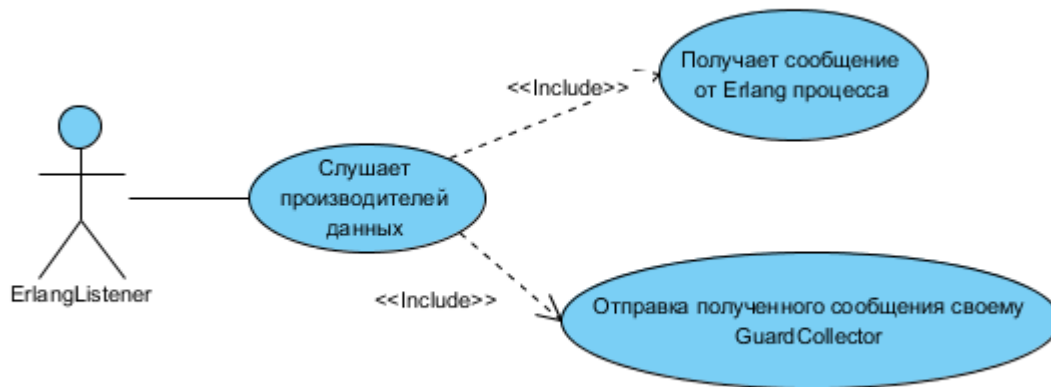 Получает сообщение
от Erlang процесса
<<Include>>
Слушает
производителей
данных
ErlangListener
<<Include>>
Отправка полученного сообщения своему
GuardCollector